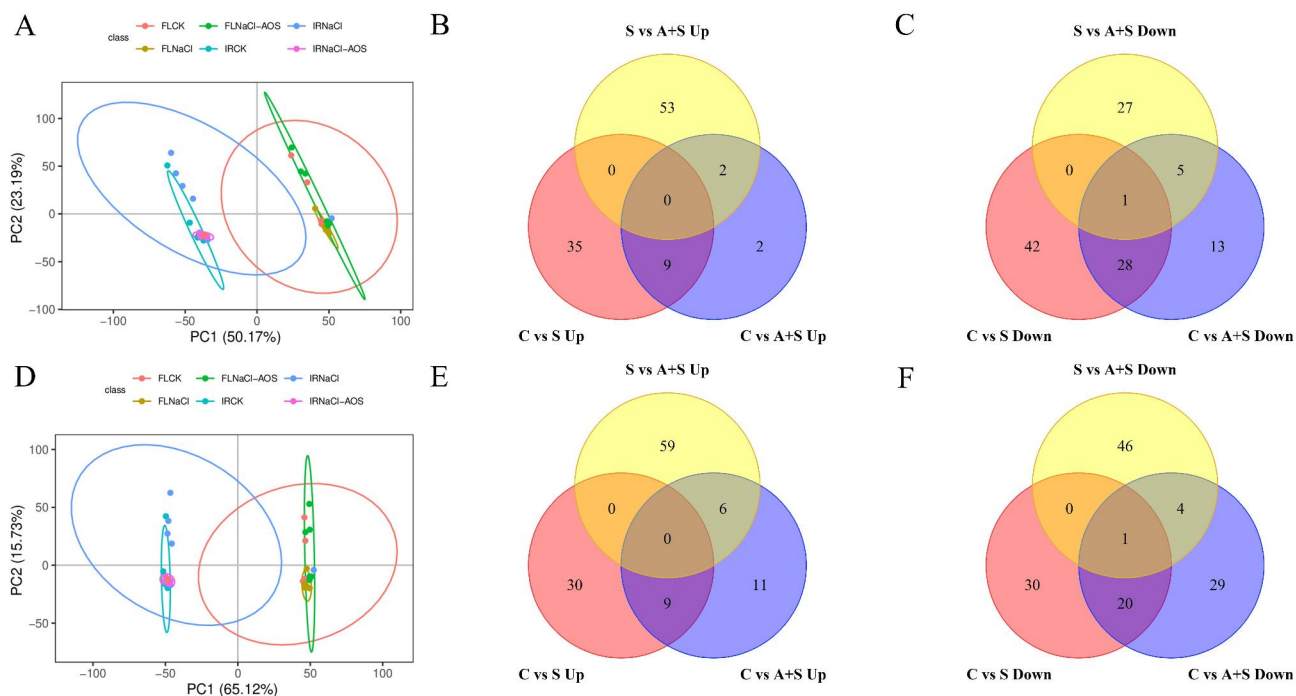 A
class
FLCK
FLNaCl-AOS
IRNaCl
FLNaCl
IRCK
IRNaCl-AOS
PC2 (23.19%)
100
50
0
−50
−100
−100
−50
0
50
100
PC1 (50.17%)
B
S vs A+S Up
53
0
2
0
35
9
2
C vs S Up
C vs A+S Up
C
S vs A+S Down
27
0
5
1
42
28
13
C vs S Down
C vs A+S Down
D
class
FLCK
FLNaCl-AOS
IRNaCl
FLNaCl
IRCK
IRNaCl-AOS
PC2 (15.73%)
100
50
0
−50
−100
−50
0
50
100
PC1 (65.12%)
E
S vs A+S Up
59
0
6
0
30
9
11
C vs S Up
C vs A+S Up
F
S vs A+S Down
46
0
4
1
30
20
29
C vs S Down
C vs A+S Down